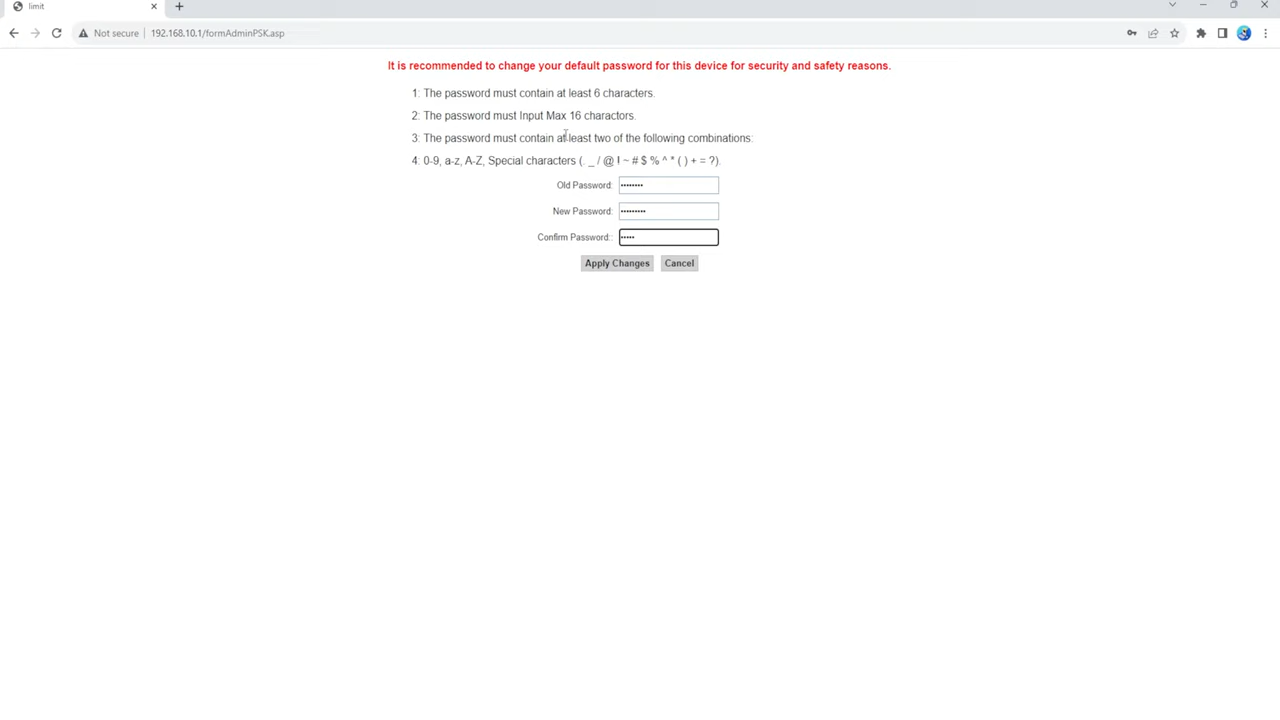 limit
Not secure 192.168.10.1/formAdminPSK.asp
It is recommended to change your default password for this device for security and safety reasons.
1: The password must contain at least 6 characters.
2: The password must Input Max 16 charactors.
3: The password must contain at least two of the following combinations:
4: 0-9, a-z, A-Z, Special characters (. _ / @ ! ~ # $ % ^ * ( ) + = ?).
Old Password: ••••••••
New Password: •••••••••
Confirm Password:: •••••
Apply Changes Cancel